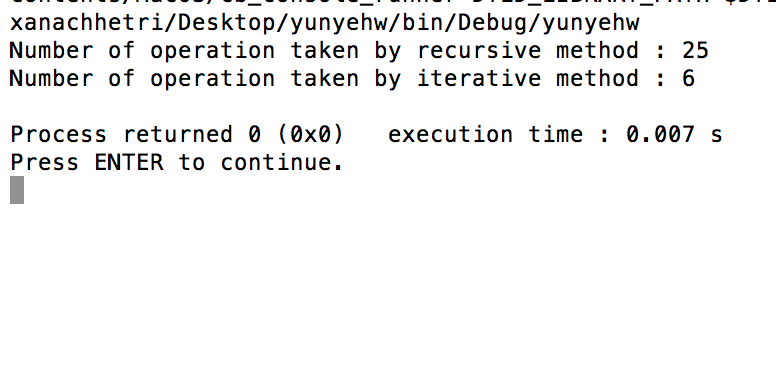 xanachhetri/Desktop/yunyehw/bin/Debug/yunyehw
Number of operation taken by recursive method : 25
Number of operation taken by iterative method : 6
Process returned 0 (0x0)   execution time : 0.007 s
Press ENTER to continue.